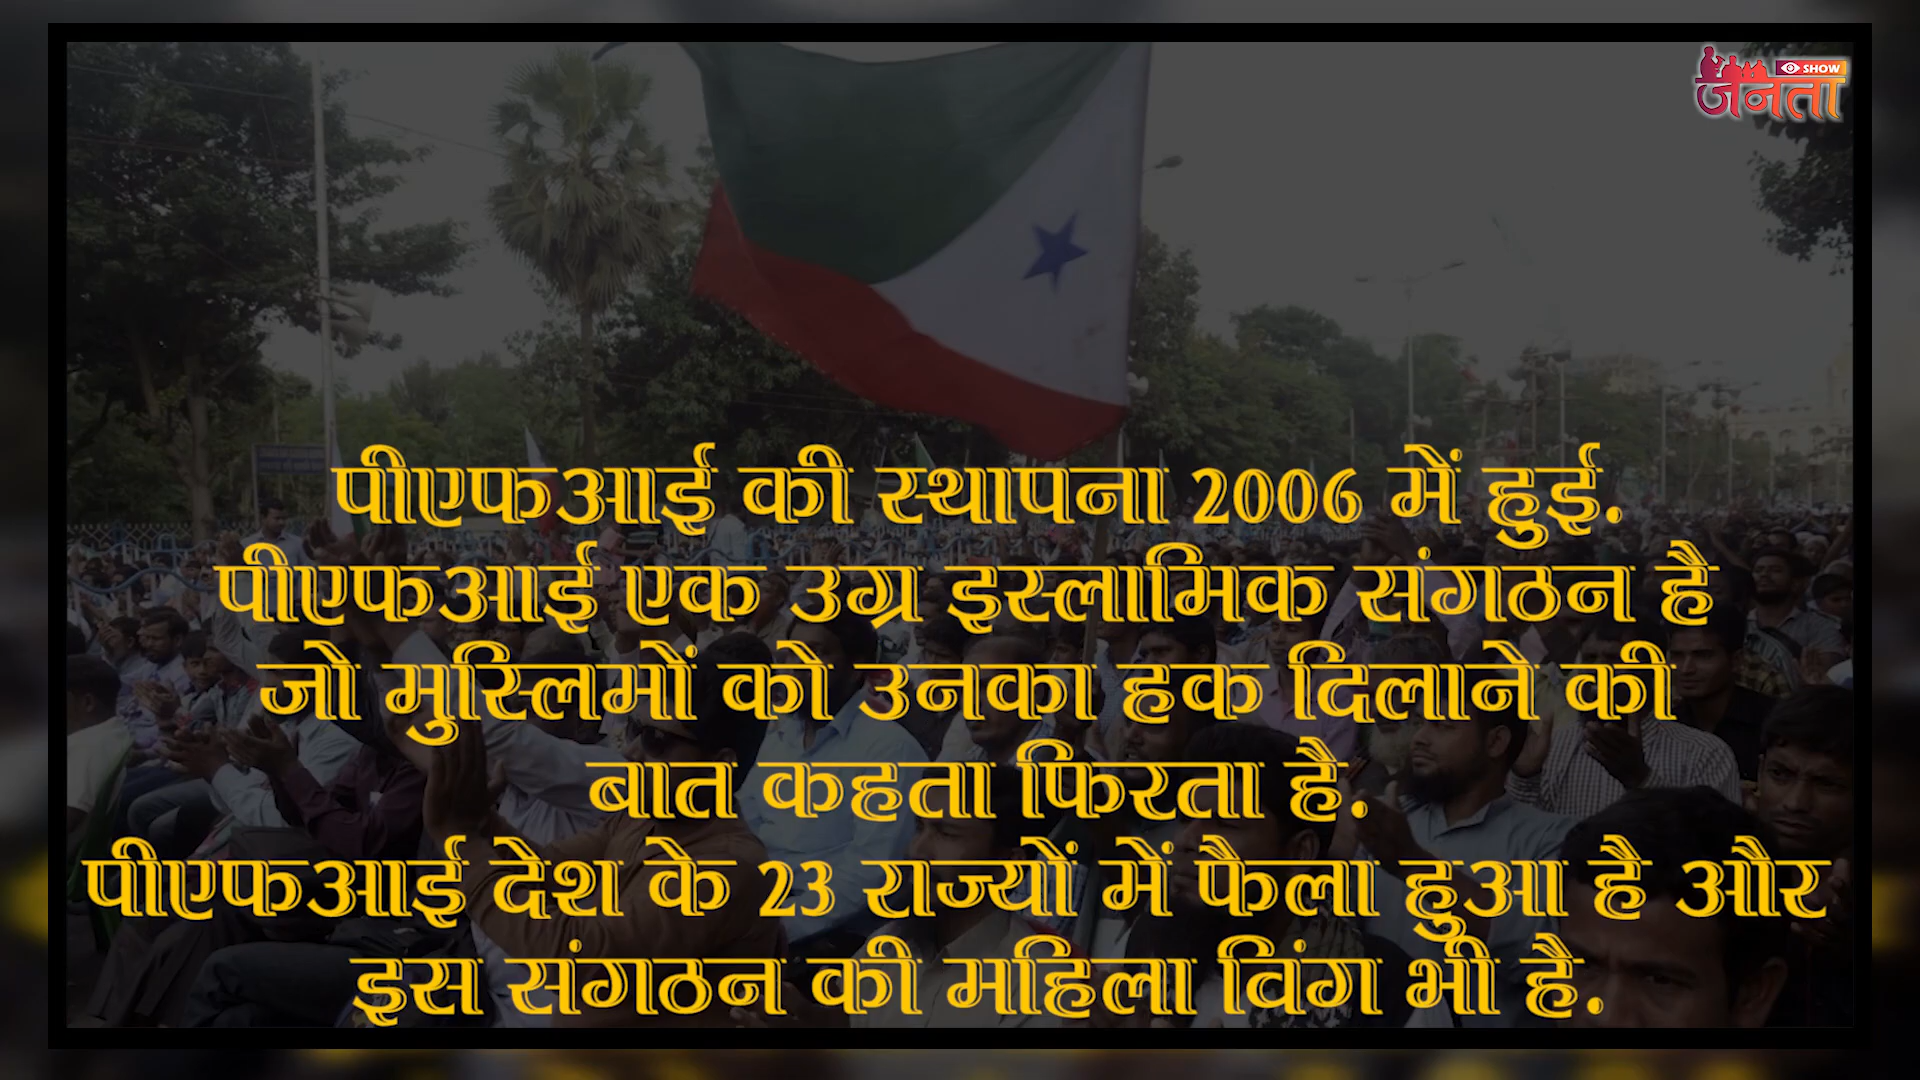 SHOW
जनता
पीएफआई की स्थापना 2006 में हुई.
पीएफआई एक उग्र इस्लामिक संगठन है
जो मुस्लिमों को उनका हक दिलाने की
बात कहता फिरता है.
पीएफआई देश के 23 राज्यों में फैला हुआ है और
इस संगठन की महिला विंग भी है.